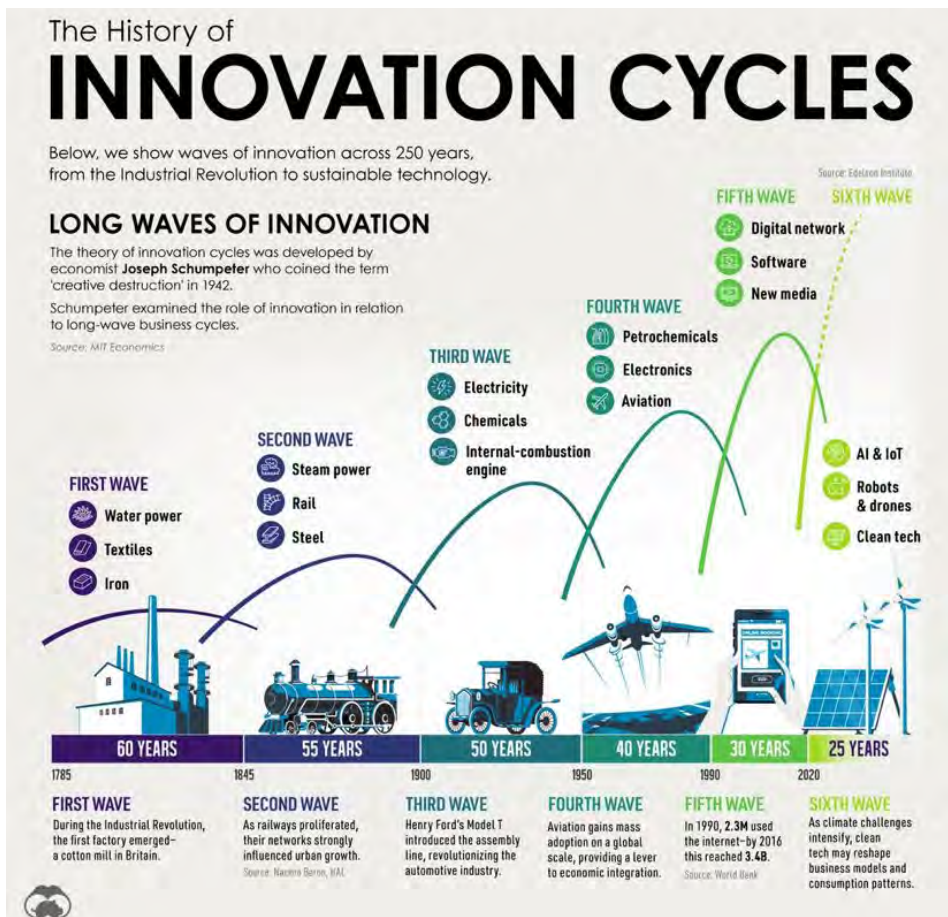 The History of
INNOVATION CYCLES
Below, we show waves of innovation across 250 years,
from the Industrial Revolution to sustainable technology.
Source: Edelson Institute
LONG WAVES OF INNOVATION
The theory of innovation cycles was developed by
economist Joseph Schumpeter who coined the term
'creative destruction' in 1942.
Schumpeter examined the role of innovation in relation
to long-wave business cycles.
Source: MIT Economics
FIRST WAVE
Water power
Textiles
Iron
SECOND WAVE
Steam power
Rail
Steel
THIRD WAVE
Electricity
Chemicals
Internal-combustion
engine
FOURTH WAVE
Petrochemicals
Electronics
Aviation
FIFTH WAVE
Digital network
Software
New media
SIXTH WAVE
AI & IoT
Robots
& drones
Clean tech
60 YEARS
55 YEARS
50 YEARS
40 YEARS
30 YEARS
25 YEARS
1785
1845
1900
1950
1990
2020
FIRST WAVE
During the Industrial Revolution,
the first factory emerged–
a cotton mill in Britain.
SECOND WAVE
As railways proliferated,
their networks strongly
influenced urban growth.
Source: Nacima Baron, HAL
THIRD WAVE
Henry Ford's Model T
introduced the assembly
line, revolutionizing the
automotive industry.
FOURTH WAVE
Aviation gains mass
adoption on a global
scale, providing a lever
to economic integration.
FIFTH WAVE
In 1990, 2.3M used
the internet–by 2016
this reached 3.4B.
Source: World Bank
SIXTH WAVE
As climate challenges
intensify, clean
tech may reshape
business models and
consumption patterns.